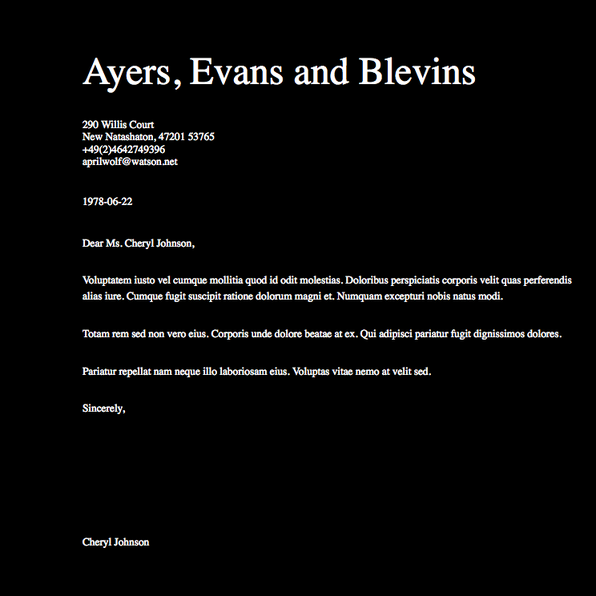 Ayers, Evans and Blevins
290 Willis Court
New Natashaton, 47201 53765
+49(2)4642749396
aprilwolf@watson.net
1978-06-22
Dear Ms. Cheryl Johnson,
Voluptatem iusto vel cumque mollitia quod id odit molestias. Doloribus perspiciatis corporis velit quas perferendis
alias iure. Cumque fugit suscipit ratione dolorum magni et. Numquam excepturi nobis natus modi.
Totam rem sed non vero eius. Corporis unde dolore beatae at ex. Qui adipisci pariatur fugit dignissimos dolores.
Pariatur repellat nam neque illo laboriosam eius. Voluptas vitae nemo at velit sed.
Sincerely,
Cheryl Johnson